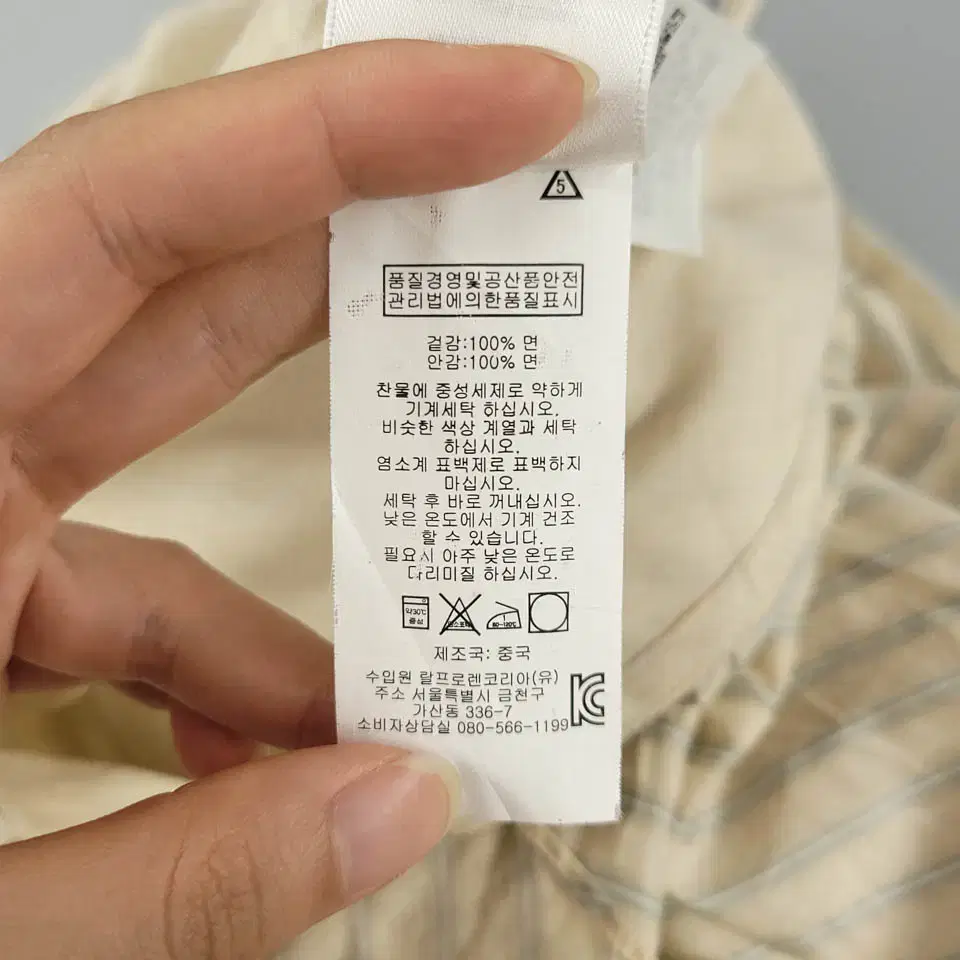 5
품질경영및공산품안전
관리법에의한품질표시
겉감:100% 면
안감:100% 면
찬물에 중성세제로 약하게
기계세탁 하십시오.
비슷한 색상 계열과 세탁
하십시오.
염소계 표백제로 표백하지
마십시오.
세탁 후 바로 꺼내십시오.
낮은 온도에서 기계 건조
할 수 있습니다.
필요시 아주 낮은 온도로
다리미질 하십시오.
약30℃
중성
80-120℃
제조국: 중국
수입원 랄프로렌코리아(유)
주소 서울특별시 금천구
가산동 336-7
소비자상담실 080-566-1199